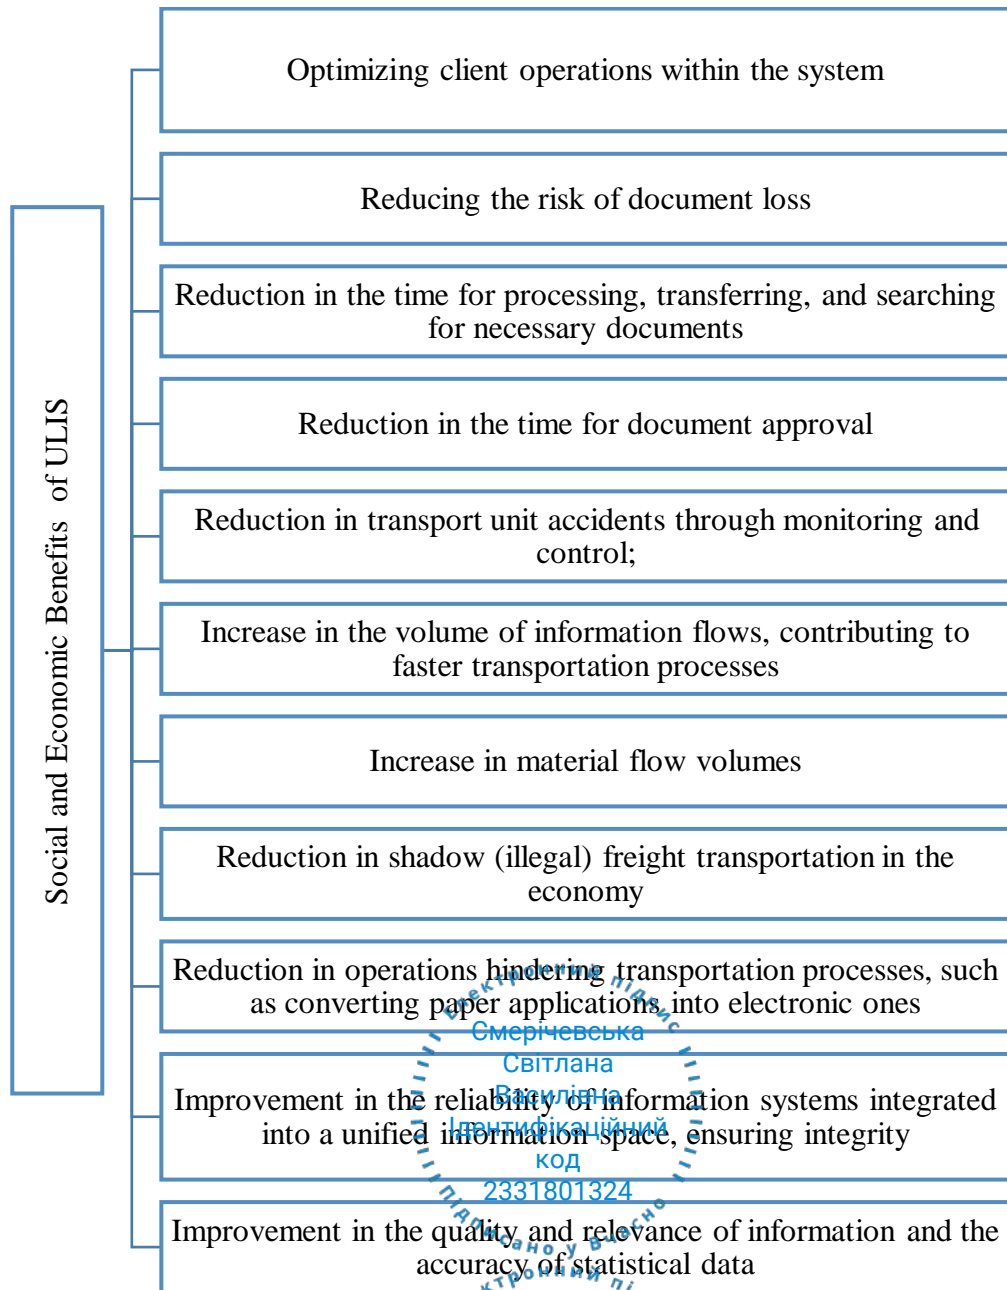 Social and Economic Benefits of ULIS
Optimizing client operations within the system
Reducing the risk of document loss
Reduction in the time for processing, transferring, and searching
for necessary documents
Reduction in the time for document approval
Reduction in transport unit accidents through monitoring and
control;
Increase in the volume of information flows, contributing to
faster transportation processes
Increase in material flow volumes
Reduction in shadow (illegal) freight transportation in the
economy
Reduction in operations hindering transportation processes, such
as converting paper applications into electronic ones
Електронний підпис
Смерічевська
Світлана
Василівна
Ідентифікаційний
код
2331801324
Підписано у Вчасно
Improvement in the reliability of information systems integrated
into a unified information space, ensuring integrity
Improvement in the quality and relevance of information and the
accuracy of statistical data